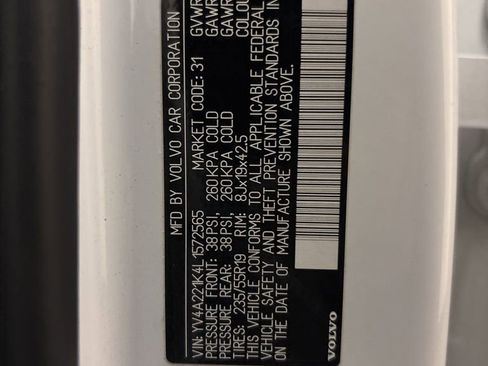 MFD BY VOLVO CAR CORPORATION
VIN: YV4A221K4L1572565 MARKET CODE: 31 GVWR
PRESSURE FRONT: 38PSI, 260KPA COLD GAWR
PRESSURE REAR: 38PSI, 260KPA COLD GAWR
TIRES: 235/55R19 RIM: 8Jx19x42.5 COLOU
THIS VEHICLE CONFORMS TO ALL APPLICABLE FEDERAL
VEHICLE SAFETY AND THEFT PREVENTION STANDARDS IN
ON THE DATE OF MANUFACTURE SHOWN ABOVE.
VOLVO